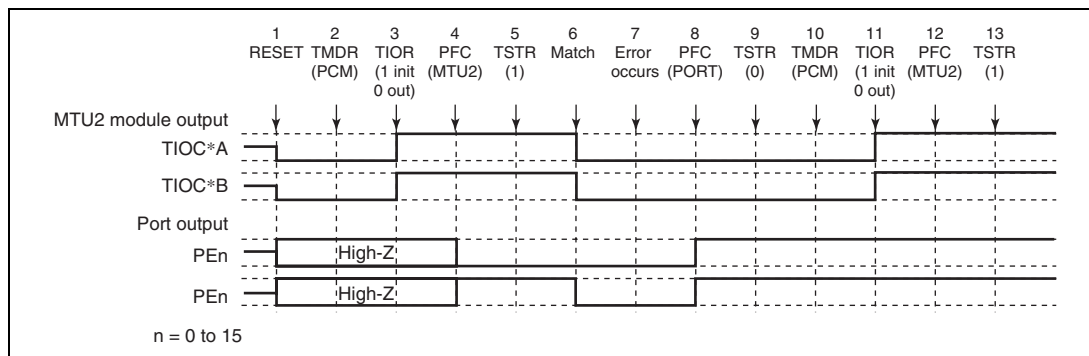 1 2 3 4 5 6 7 8 9 10 11 12 13
RESET TMDR TIOR PFC TSTR Match Error PFC TSTR TMDR TIOR PFC TSTR
(PCM) (1 init (MTU2) (1) occurs (PORT) (0) (PCM) (1 init (MTU2) (1)
0 out) 0 out)
MTU2 module output
TIOC*A
TIOC*B
Port output
PEn High-Z
PEn High-Z
n = 0 to 15